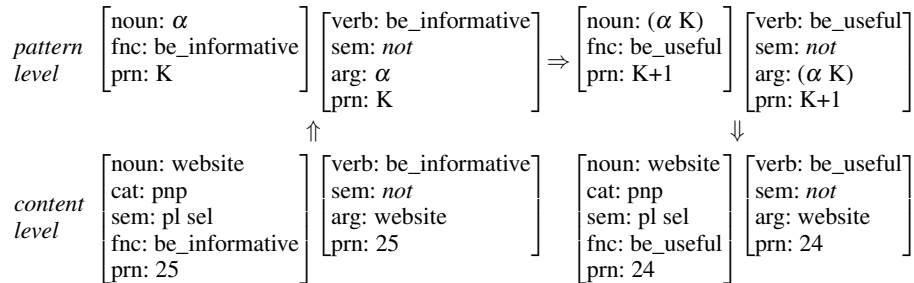 noun: α verb: be_informative noun: (α K) verb: be_useful
pattern fnc: be_informative sem: not ⇒ fnc: be_useful sem: not
level prn: K arg: α prn: K+1 arg: (α K)
prn: K prn: K+1
⇑ ⇓
noun: website verb: be_informative noun: website verb: be_useful
cat: pnp sem: not cat: pnp sem: not
content sem: pl sel arg: website sem: pl sel arg: website
level fnc: be_informative prn: 25 fnc: be_useful prn: 24
prn: 25 prn: 24